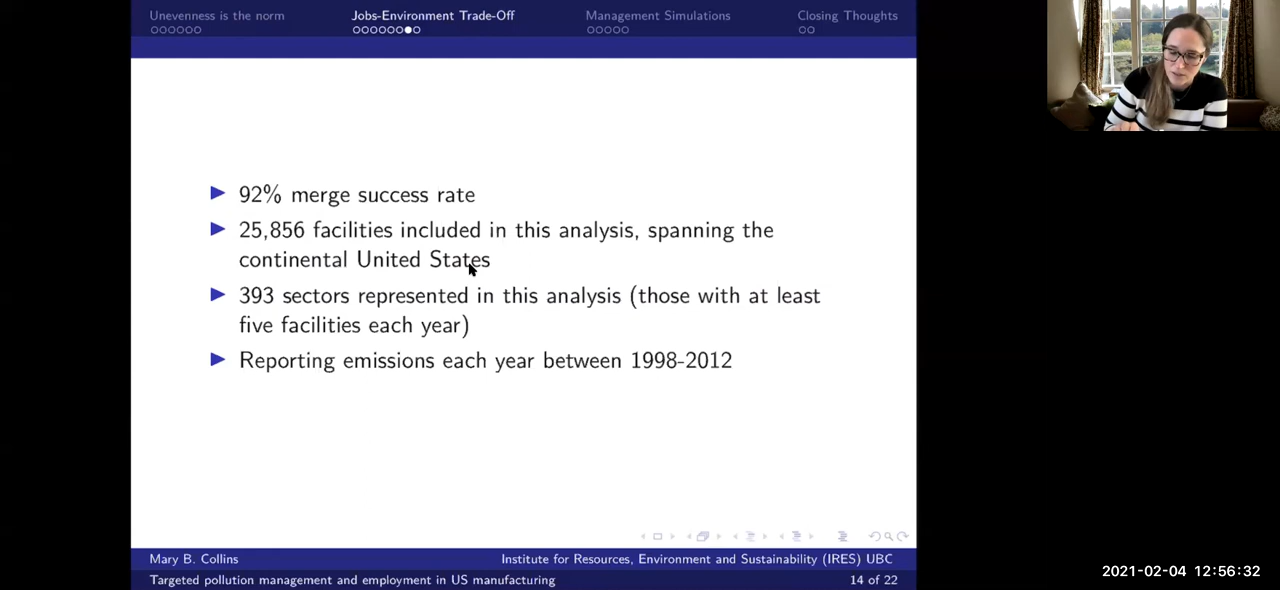 Unevenness is the norm
Jobs-Environment Trade-Off
Management Simulations
Closing Thoughts
92% merge success rate
25,856 facilities included in this analysis, spanning the
continental United States
393 sectors represented in this analysis (those with at least
five facilities each year)
Reporting emissions each year between 1998-2012
Mary B. Collins
Institute for Resources, Environment and Sustainability (IRES) UBC
Targeted pollution management and employment in US manufacturing
14 of 22
2021-02-04 12:56:32